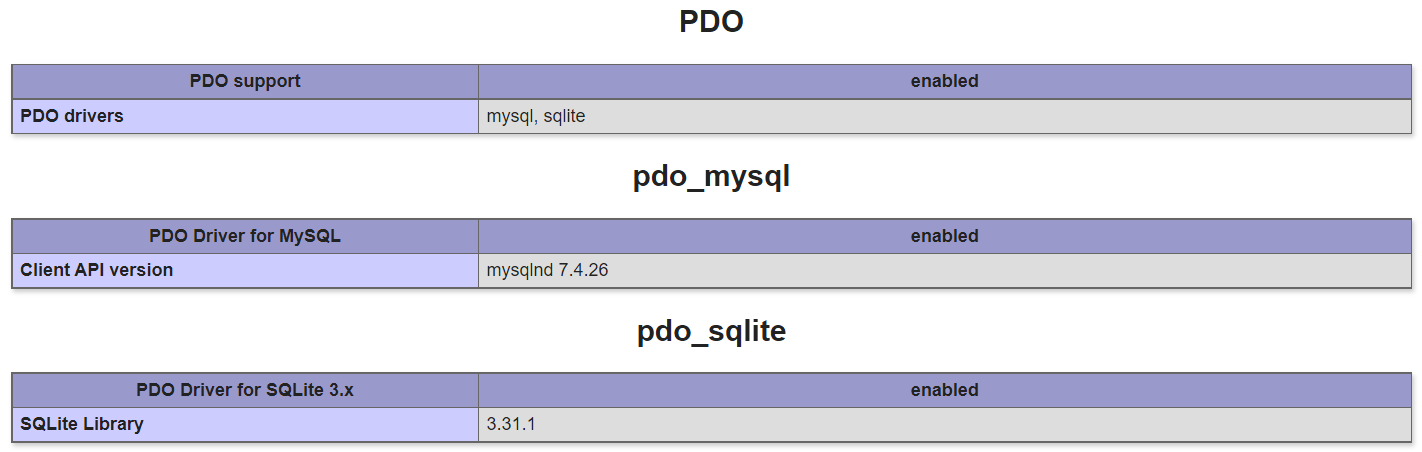 PDO
PDO support enabled
PDO drivers mysql, sqlite
pdo_mysql
PDO Driver for MySQL enabled
Client API version mysqlnd 7.4.26
pdo_sqlite
PDO Driver for SQLite 3.x enabled
SQLite Library 3.31.1